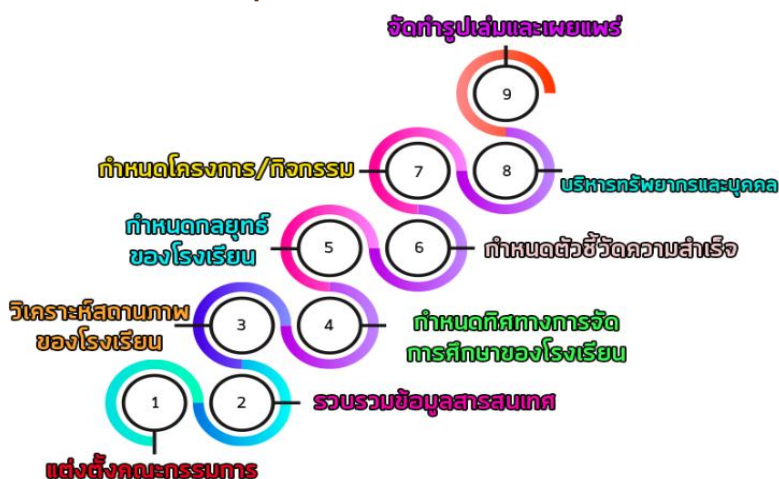 จัดทำรูปเล่มและเผยแพร่
9
กำหนดโครงการ/กิจกรรม
7
8
บริหารทรัพยากรและบุคคล
กำหนดกลยุทธ์
ของโรงเรียน
5
6
กำหนดตัวชี้วัดความสำเร็จ
วิเคราะห์สถานภาพ
ของโรงเรียน
3
4
กำหนดทิศทางการจัด
การศึกษาของโรงเรียน
1
2
รวบรวมข้อมูลสารสนเทศ
แต่งตั้งคณะกรรมการ